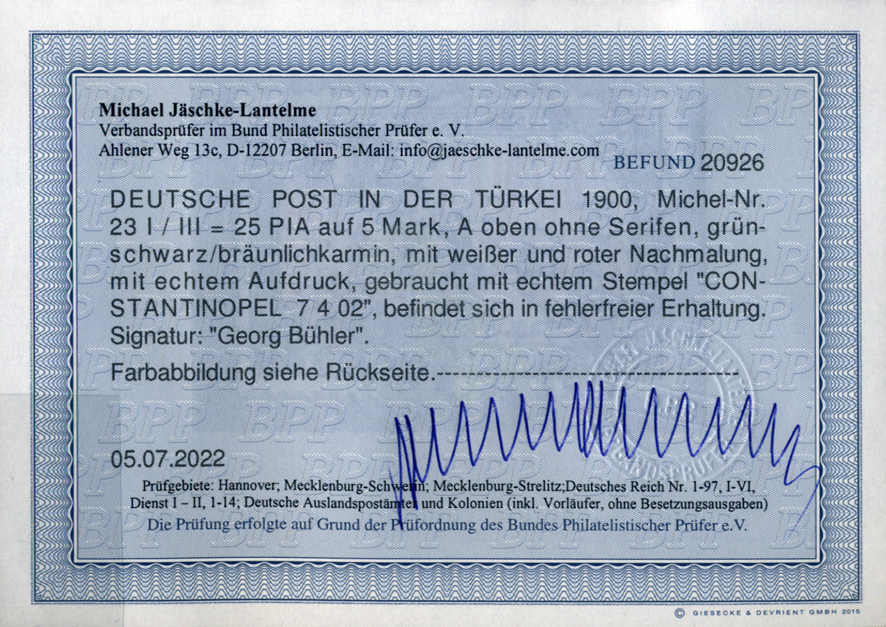 Michael Jäschke-Lantelme
Verbandsprüfer im Bund Philatelistischer Prüfer e. V.
Ahlener Weg 13c, D-12207 Berlin, E-Mail: info@jaeschke-lantelme.com
BEFUND 20926
DEUTSCHE POST IN DER TÜRKEI 1900, Michel-Nr.
23 I / III = 25 PIA auf 5 Mark, A oben ohne Serifen, grün-
schwarz/bräunlichkarmin, mit weißer und roter Nachmalung,
mit echtem Aufdruck, gebraucht mit echtem Stempel "CON-
STANTINOPEL 7 4 02", befindet sich in fehlerfreier Erhaltung.
Signatur: "Georg Bühler".
Farbabbildung siehe Rückseite.--------------------------------------
05.07.2022
Prüfgebiete: Hannover; Mecklenburg-Schwerin; Mecklenburg-Strelitz;Deutsches Reich Nr. 1-97, I-VI,
Dienst I – II, 1-14; Deutsche Auslandspostämter und Kolonien (inkl. Vorläufer, ohne Besetzungsausgaben)
Die Prüfung erfolgte auf Grund der Prüfordnung des Bundes Philatelistischer Prüfer e.V.
© GIESECKE & DEVRIENT GMBH 2015